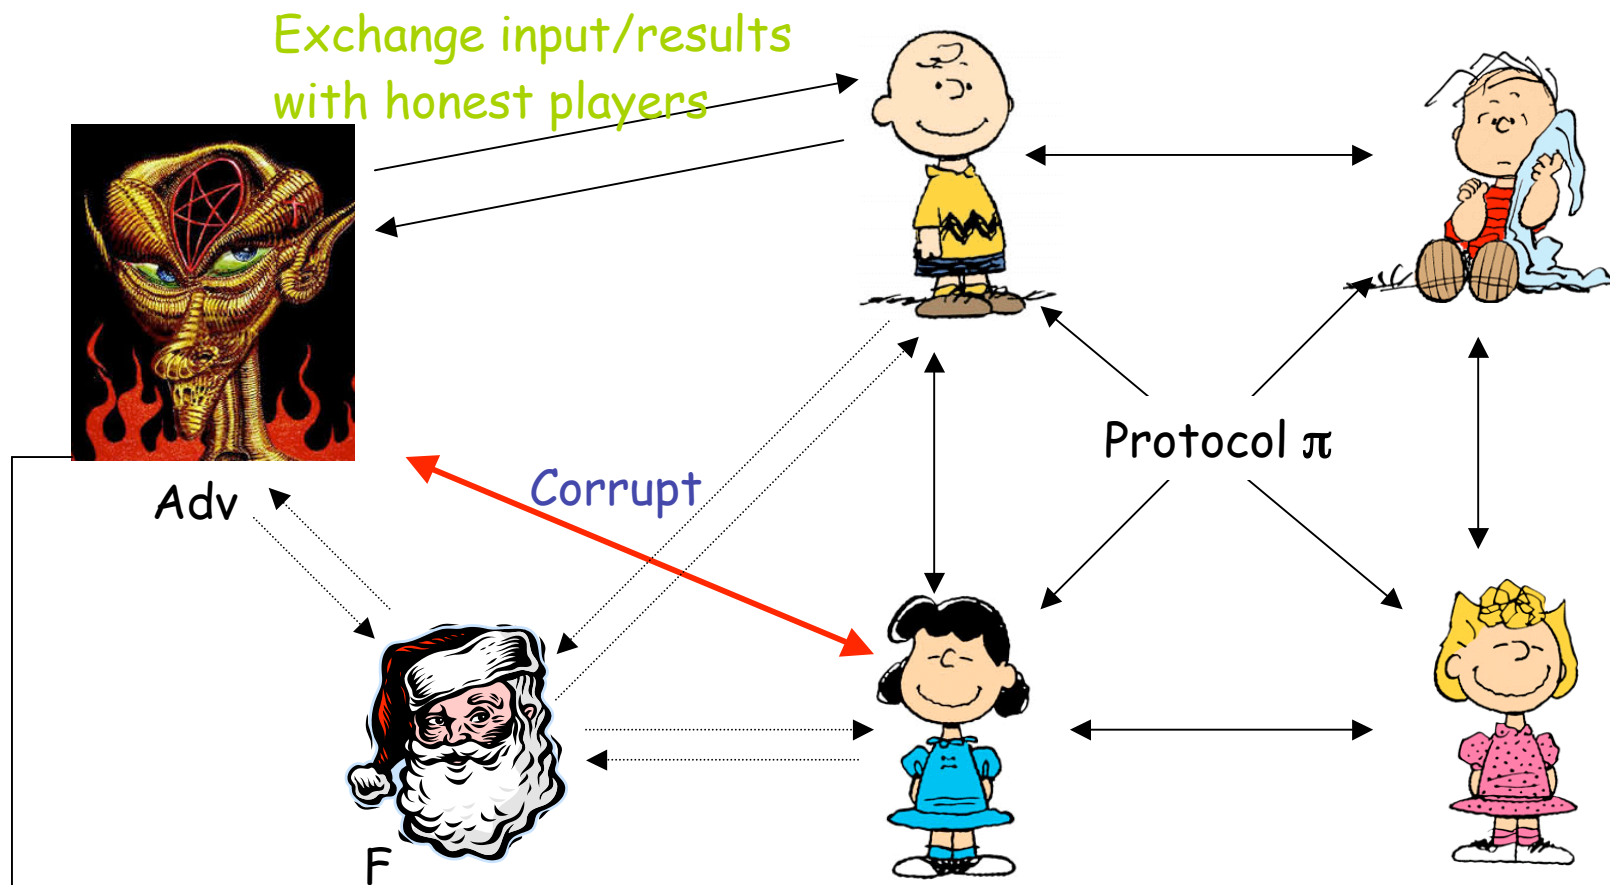 Exchange input/results
with honest players
Protocol π
Corrupt
Adv
F